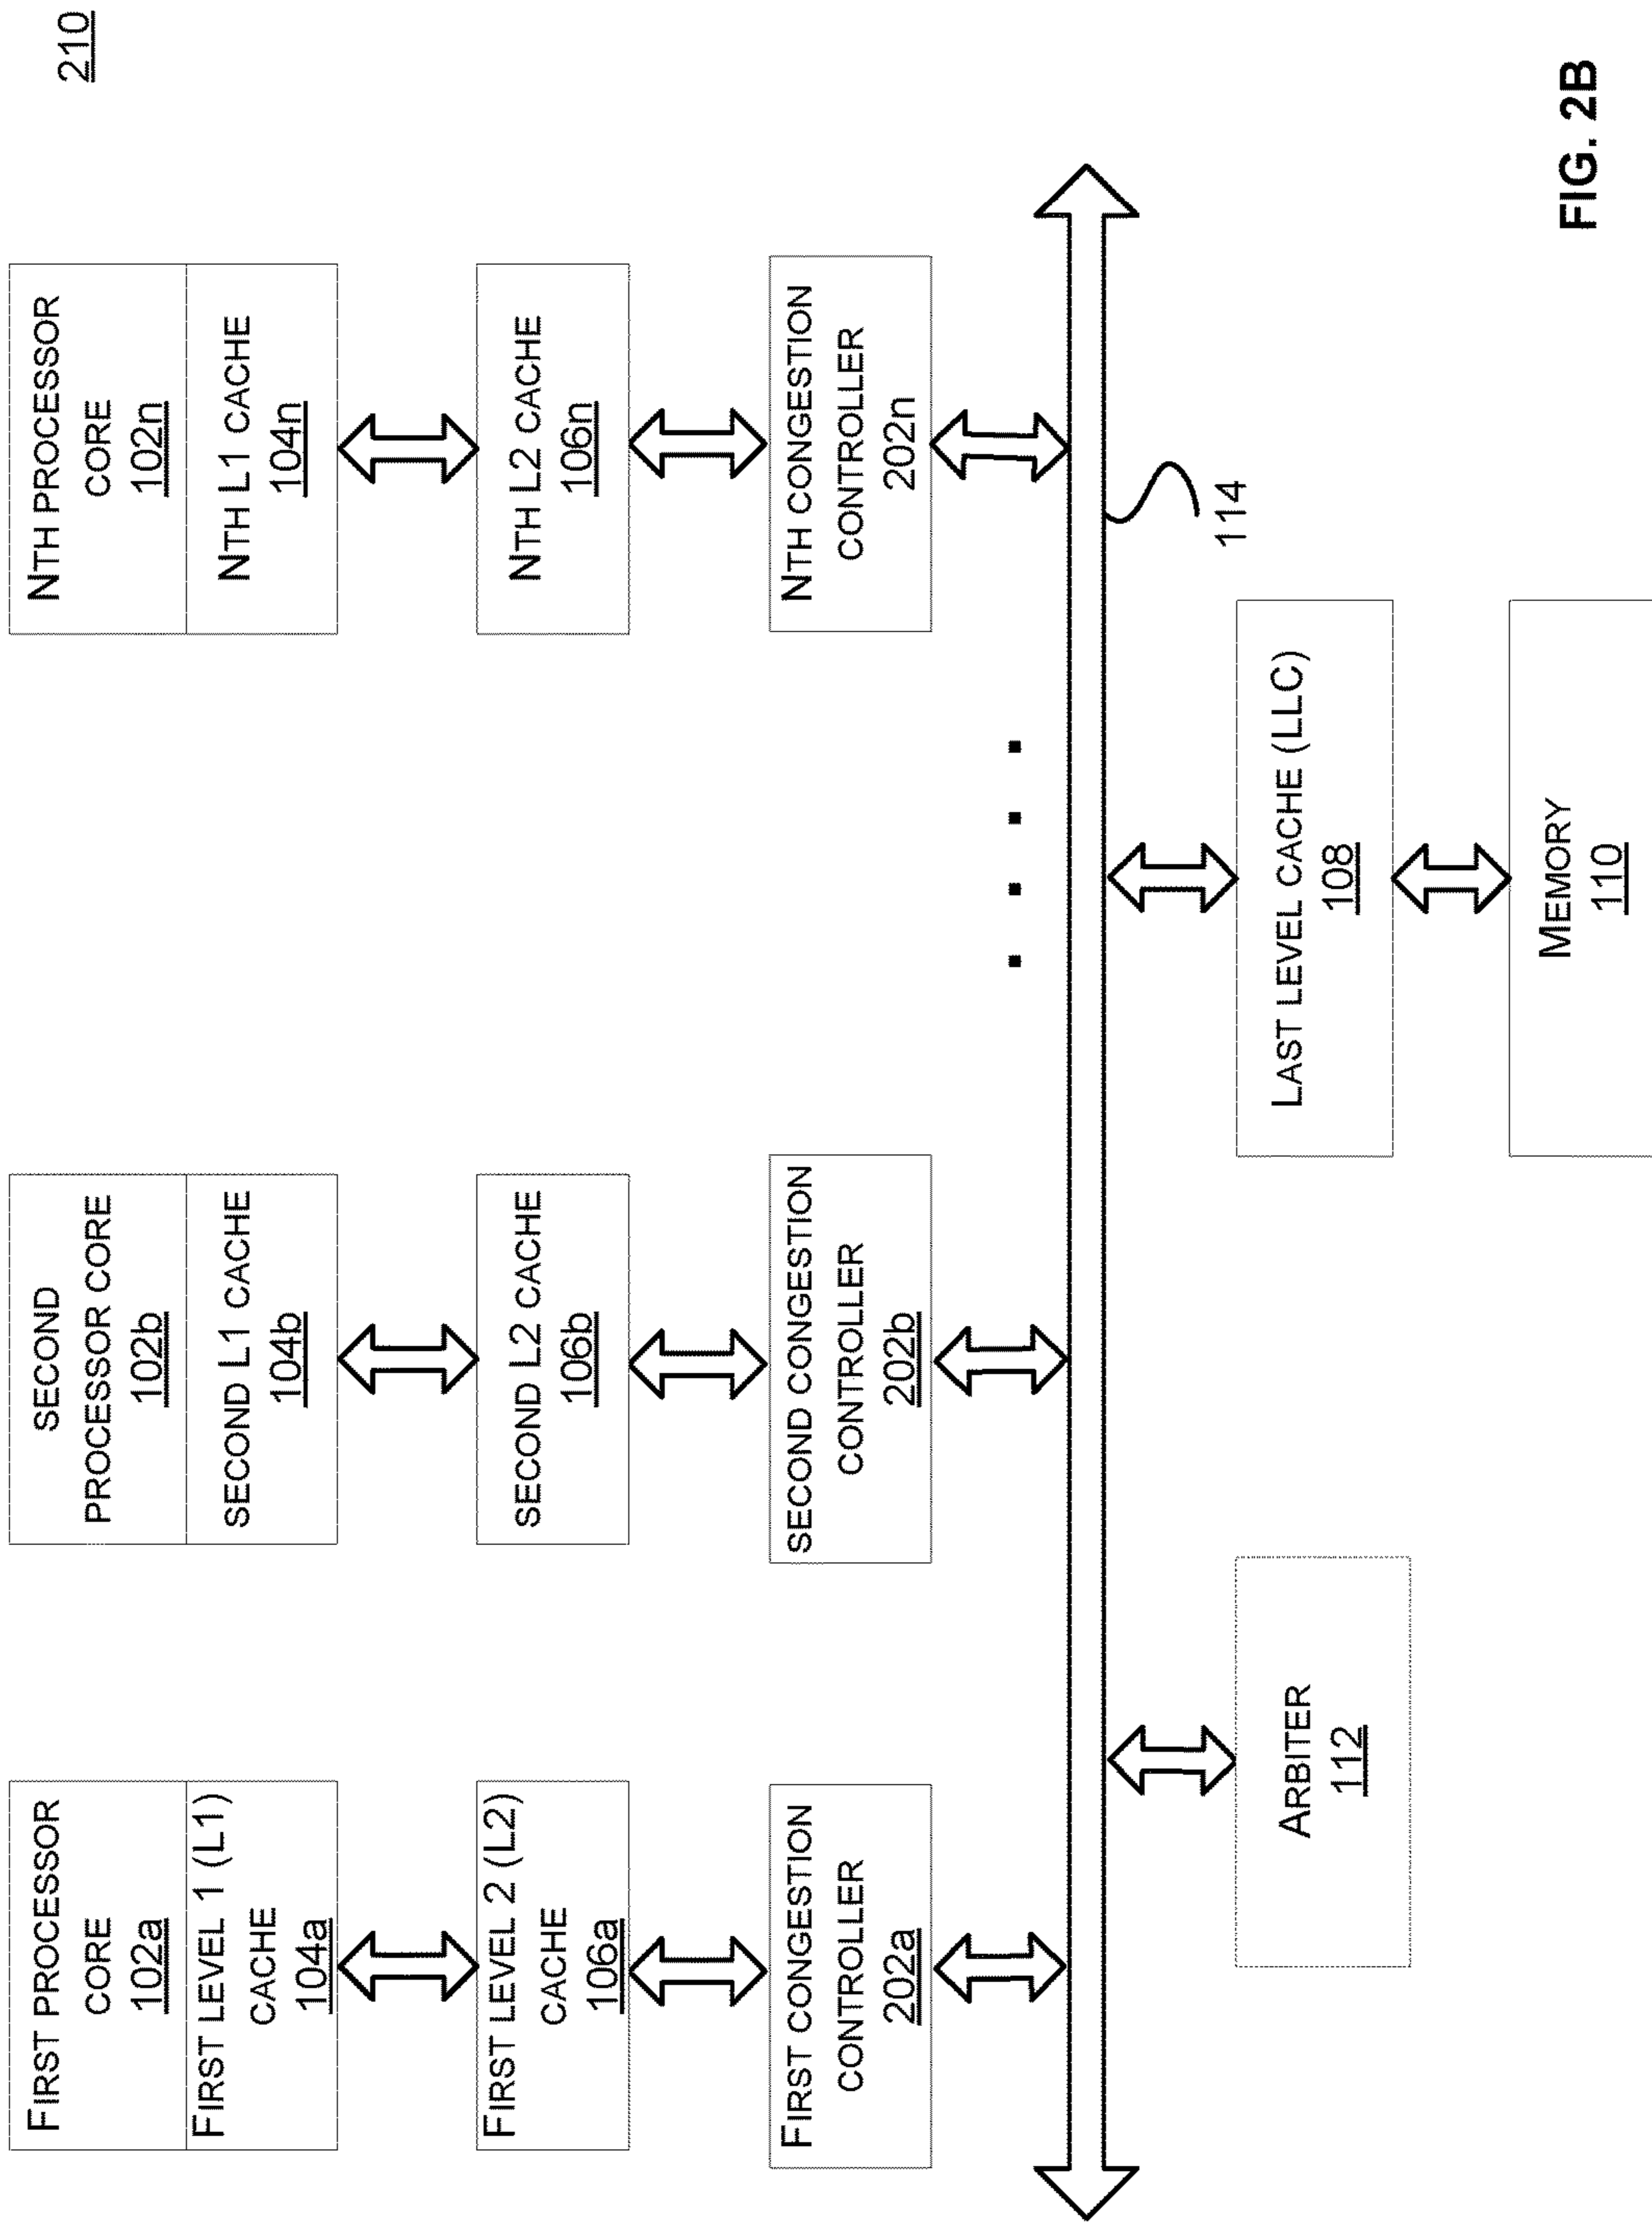 210
FIRST PROCESSOR
CORE
102a
FIRST LEVEL 1 (L1)
CACHE
104a
FIRST LEVEL 2 (L2)
CACHE
106a
FIRST CONGESTION
CONTROLLER
202a
SECOND
PROCESSOR CORE
102b
SECOND L1 CACHE
104b
SECOND L2 CACHE
106b
SECOND CONGESTION
CONTROLLER
202b
NTH PROCESSOR
CORE
102n
NTH L1 CACHE
104n
NTH L2 CACHE
106n
NTH CONGESTION
CONTROLLER
202n
114
ARBITER
112
LAST LEVEL CACHE (LLC)
108
MEMORY
110
FIG. 2B